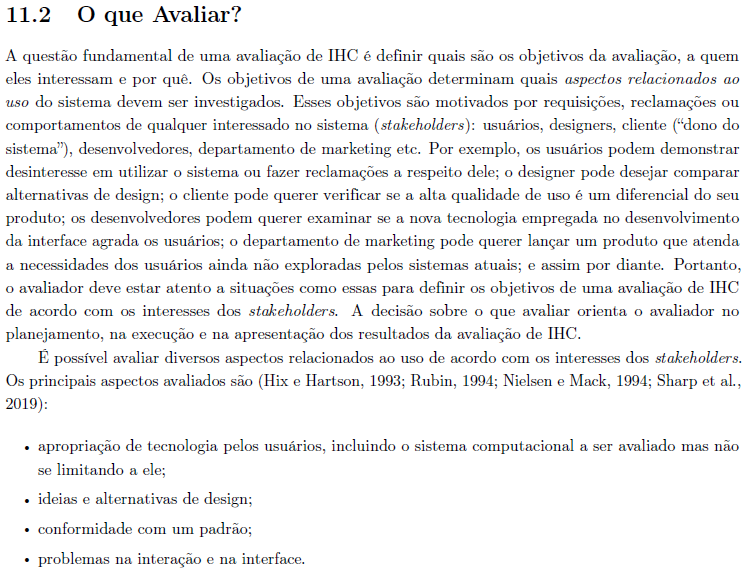 11.2 O que Avaliar?
A questão fundamental de uma avaliação de IHC é definir quais são os objetivos da avaliação, a quem
eles interessam e por quê. Os objetivos de uma avaliação determinam quais aspectos relacionados ao
uso do sistema devem ser investigados. Esses objetivos são motivados por requisições, reclamações ou
comportamentos de qualquer interessado no sistema (stakeholders): usuários, designers, cliente (“dono do
sistema”), desenvolvedores, departamento de marketing etc. Por exemplo, os usuários podem demonstrar
desinteresse em utilizar o sistema ou fazer reclamações a respeito dele; o designer pode desejar comparar
alternativas de design; o cliente pode querer verificar se a alta qualidade de uso é um diferencial do seu
produto; os desenvolvedores podem querer examinar se a nova tecnologia empregada no desenvolvimento
da interface agrada os usuários; o departamento de marketing pode querer lançar um produto que atenda
a necessidades dos usuários ainda não exploradas pelos sistemas atuais; e assim por diante. Portanto,
o avaliador deve estar atento a situações como essas para definir os objetivos de uma avaliação de IHC
de acordo com os interesses dos stakeholders. A decisão sobre o que avaliar orienta o avaliador no
planejamento, na execução e na apresentação dos resultados da avaliação de IHC.
É possível avaliar diversos aspectos relacionados ao uso de acordo com os interesses dos stakeholders.
Os principais aspectos avaliados são (Hix e Hartson, 1993; Rubin, 1994; Nielsen e Mack, 1994; Sharp et al.,
2019):
• apropriação de tecnologia pelos usuários, incluindo o sistema computacional a ser avaliado mas não
se limitando a ele;
• ideias e alternativas de design;
• conformidade com um padrão;
• problemas na interação e na interface.